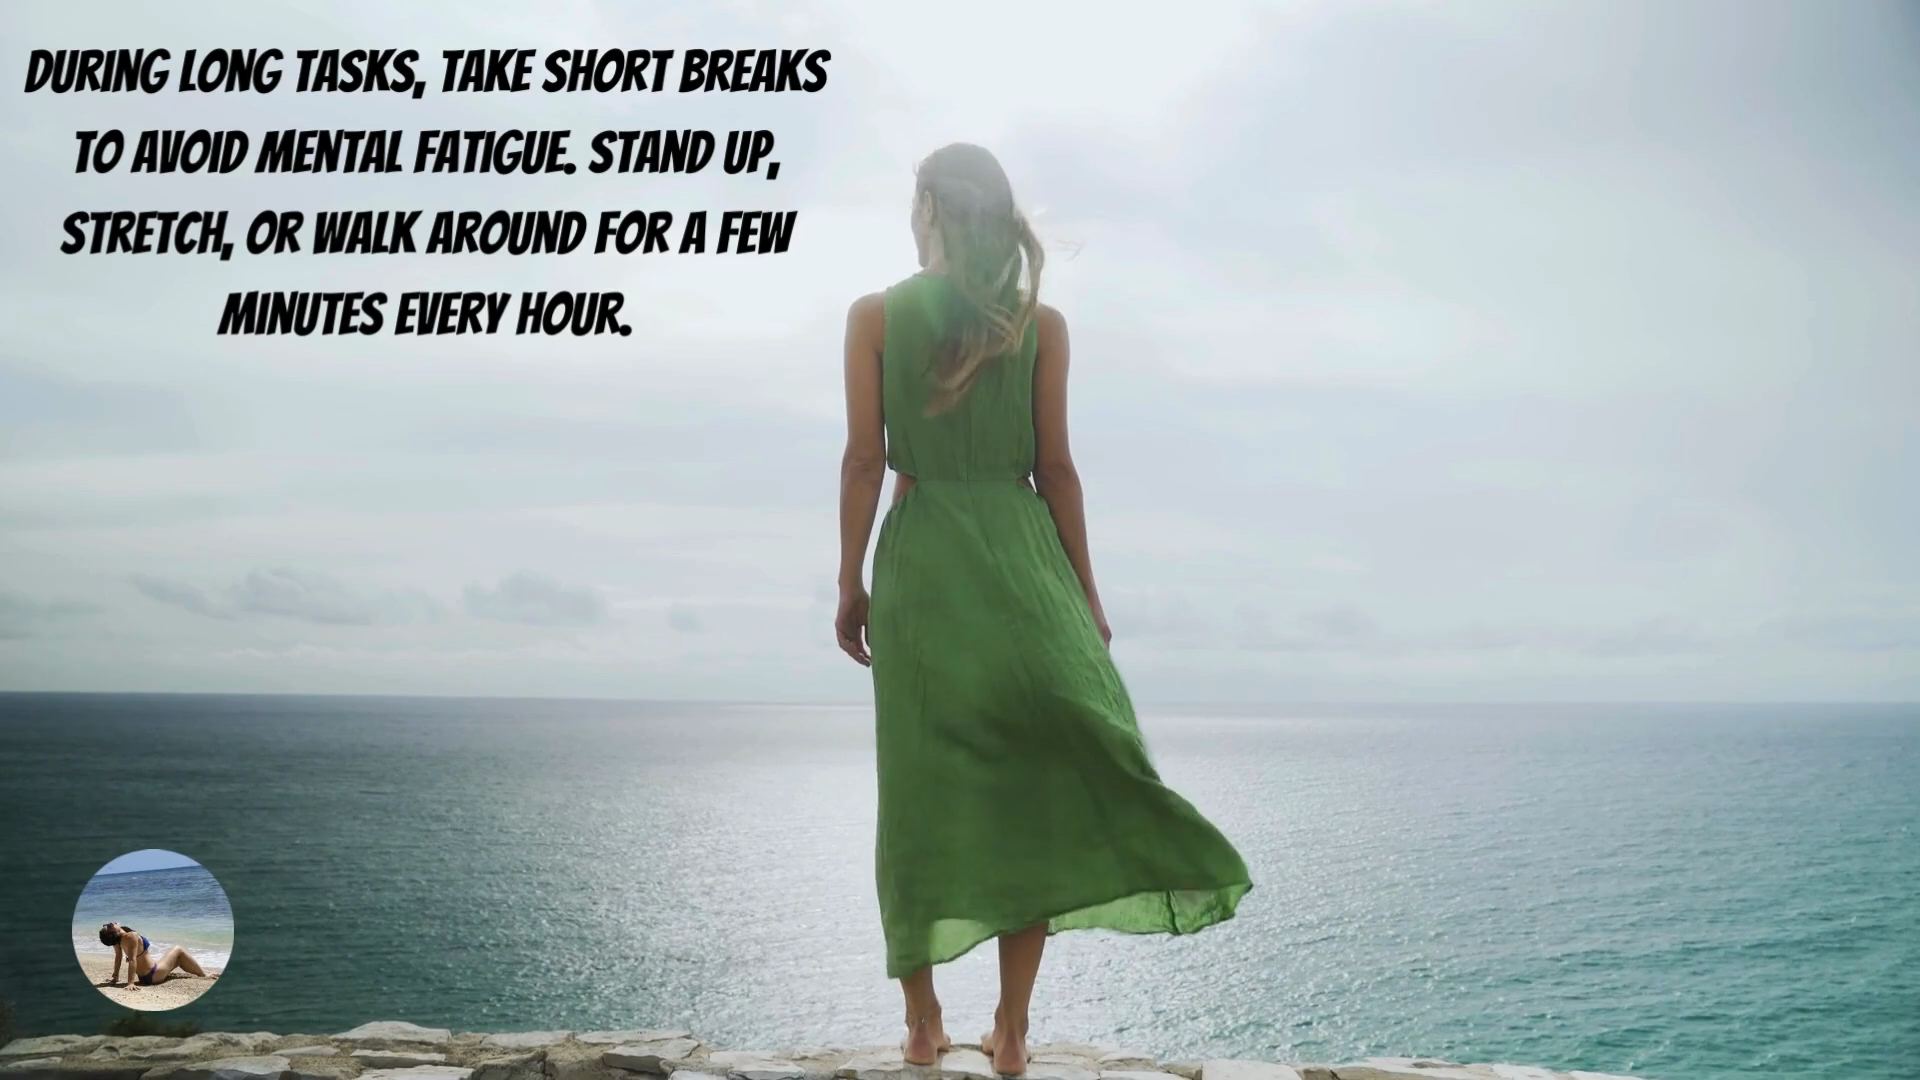 DURING LONG TASKS, TAKE SHORT BREAKS
TO AVOID MENTAL FATIGUE. STAND UP,
STRETCH, OR WALK AROUND FOR A FEW
MINUTES EVERY HOUR.